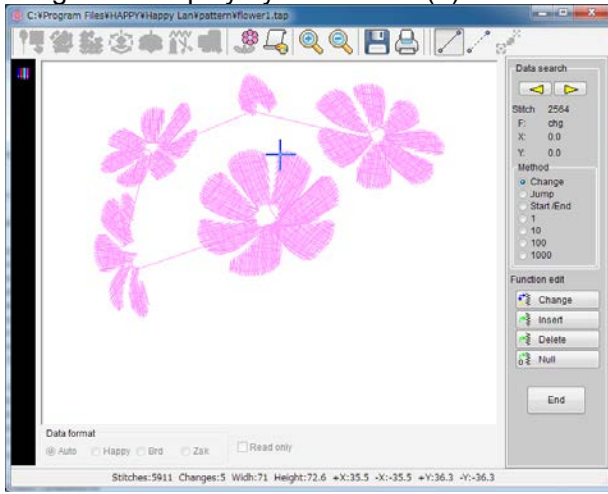 C:¥Program Files¥HAPPY¥Happy Lan¥pattern¥flower1.tap
Data search
Stitch 2564
F: chg
X: 0.0
Y: 0.0
Method
Change
Jump
Start /End
1
10
100
1000
Function edit
Change
Insert
Delete
Null
End
Data format
Auto Happy Brd Zak Read only
Stitches:5911 Changes:5 Widh:71 Height:72.6 +X:35.5 -X:-35.5 +Y:36.3 -Y:-36.3